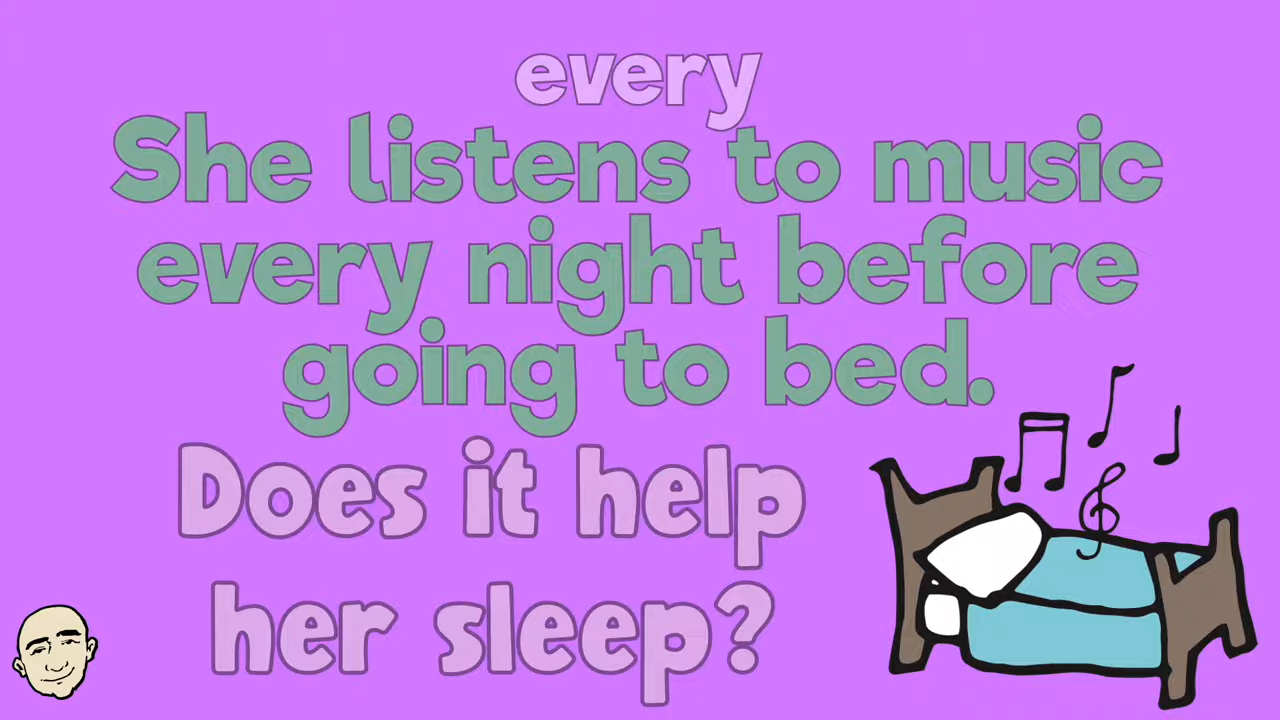 every
She listens to music
every night before
going to bed.
Does it help
her sleep?